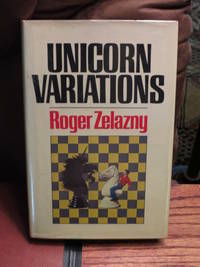 UNICORN
VARIATIONS
Roger Zelazny